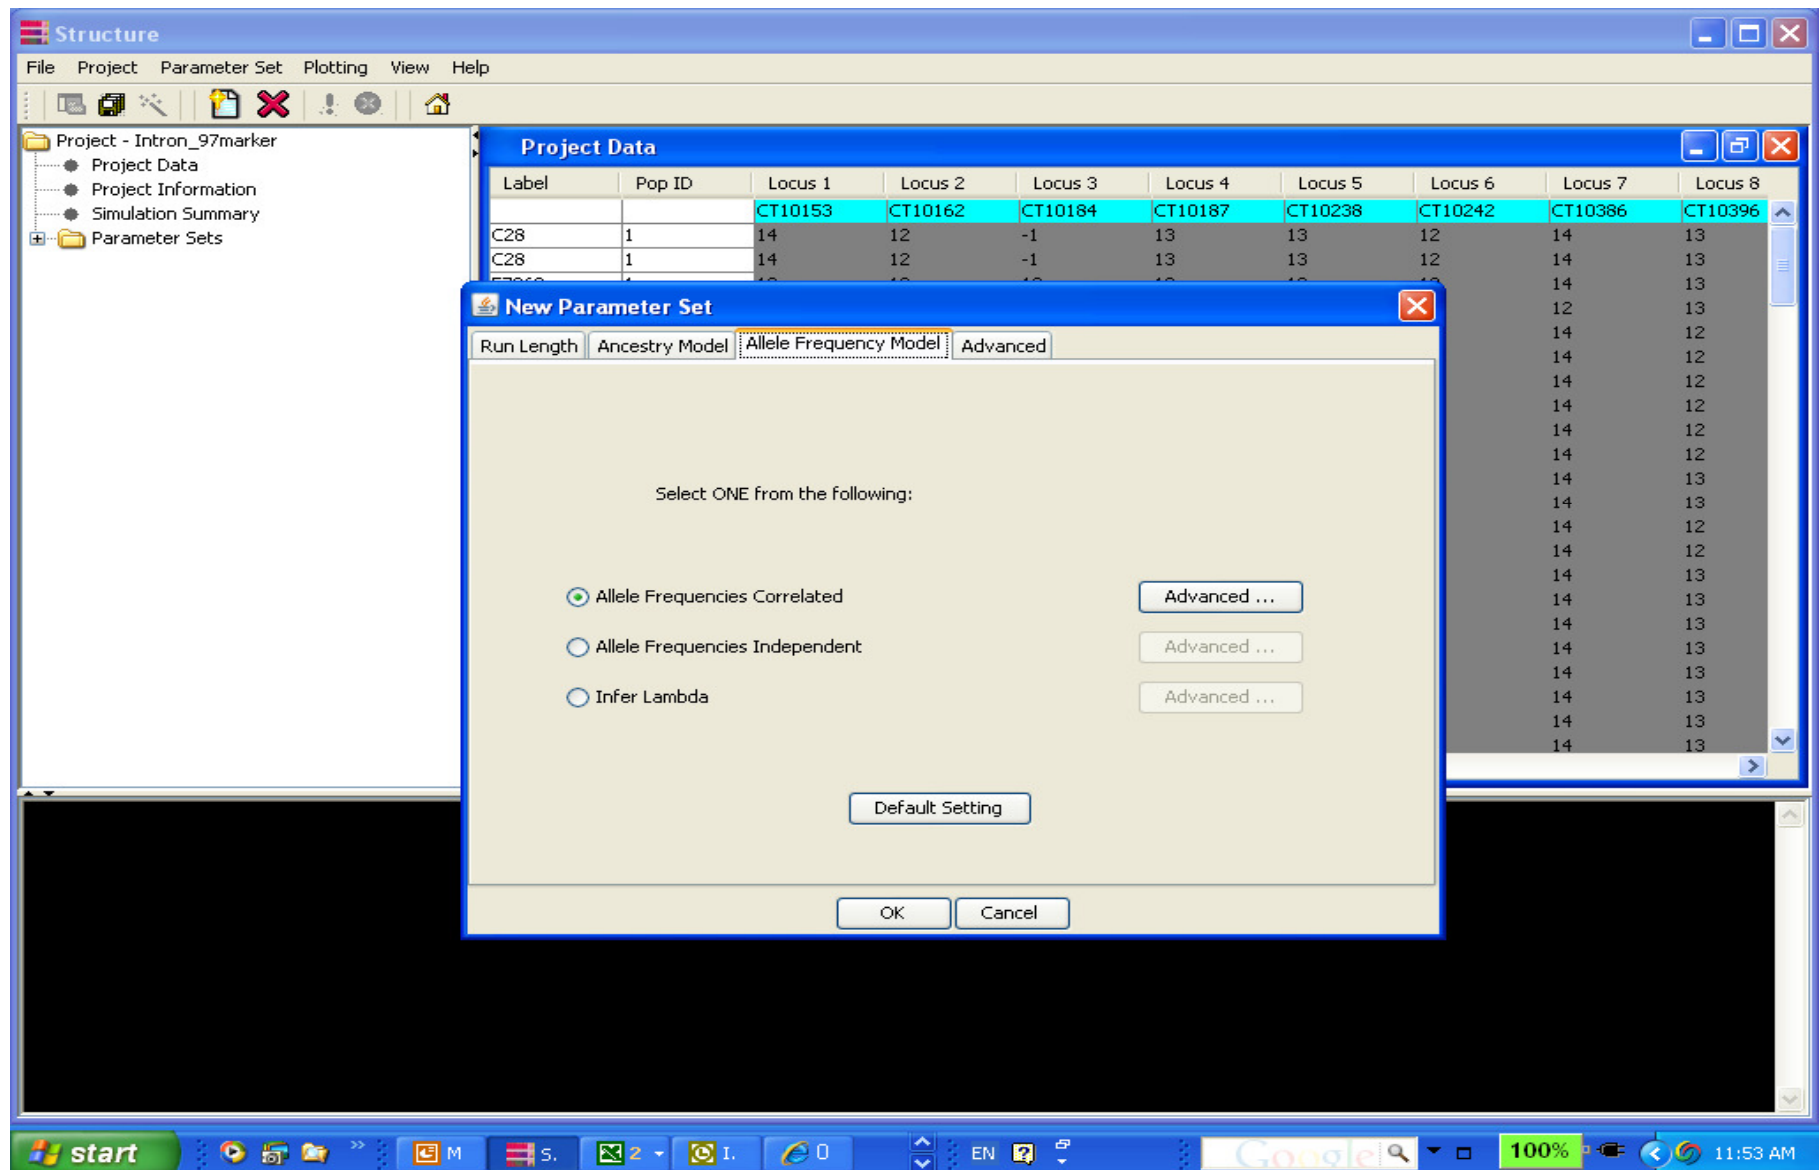 Structure
File Project Parameter Set Plotting View Help
Project - Intron_97marker
Project Data
Project Information
Simulation Summary
Parameter Sets
Project Data
Label Pop ID Locus 1 Locus 2 Locus 3 Locus 4 Locus 5 Locus 6 Locus 7 Locus 8
CT10153 CT10162 CT10184 CT10187 CT10238 CT10242 CT10386 CT10396
C28 1 14 12 -1 13 13 12 14 13
C28 1 14 12 -1 13 13 12 14 13
14 13
12 13
14 12
14 12
14 12
14 12
14 12
14 12
14 13
14 13
14 12
14 12
14 13
14 13
14 13
14 13
14 13
14 13
14 13
14 13
New Parameter Set
Run Length Ancestry Model Allele Frequency Model Advanced
Select ONE from the following:
Allele Frequencies Correlated Advanced ...
Allele Frequencies Independent Advanced ...
Infer Lambda Advanced ...
Default Setting
OK Cancel
start M S. 2 I. 0 EN Google 100% 11:53 AM